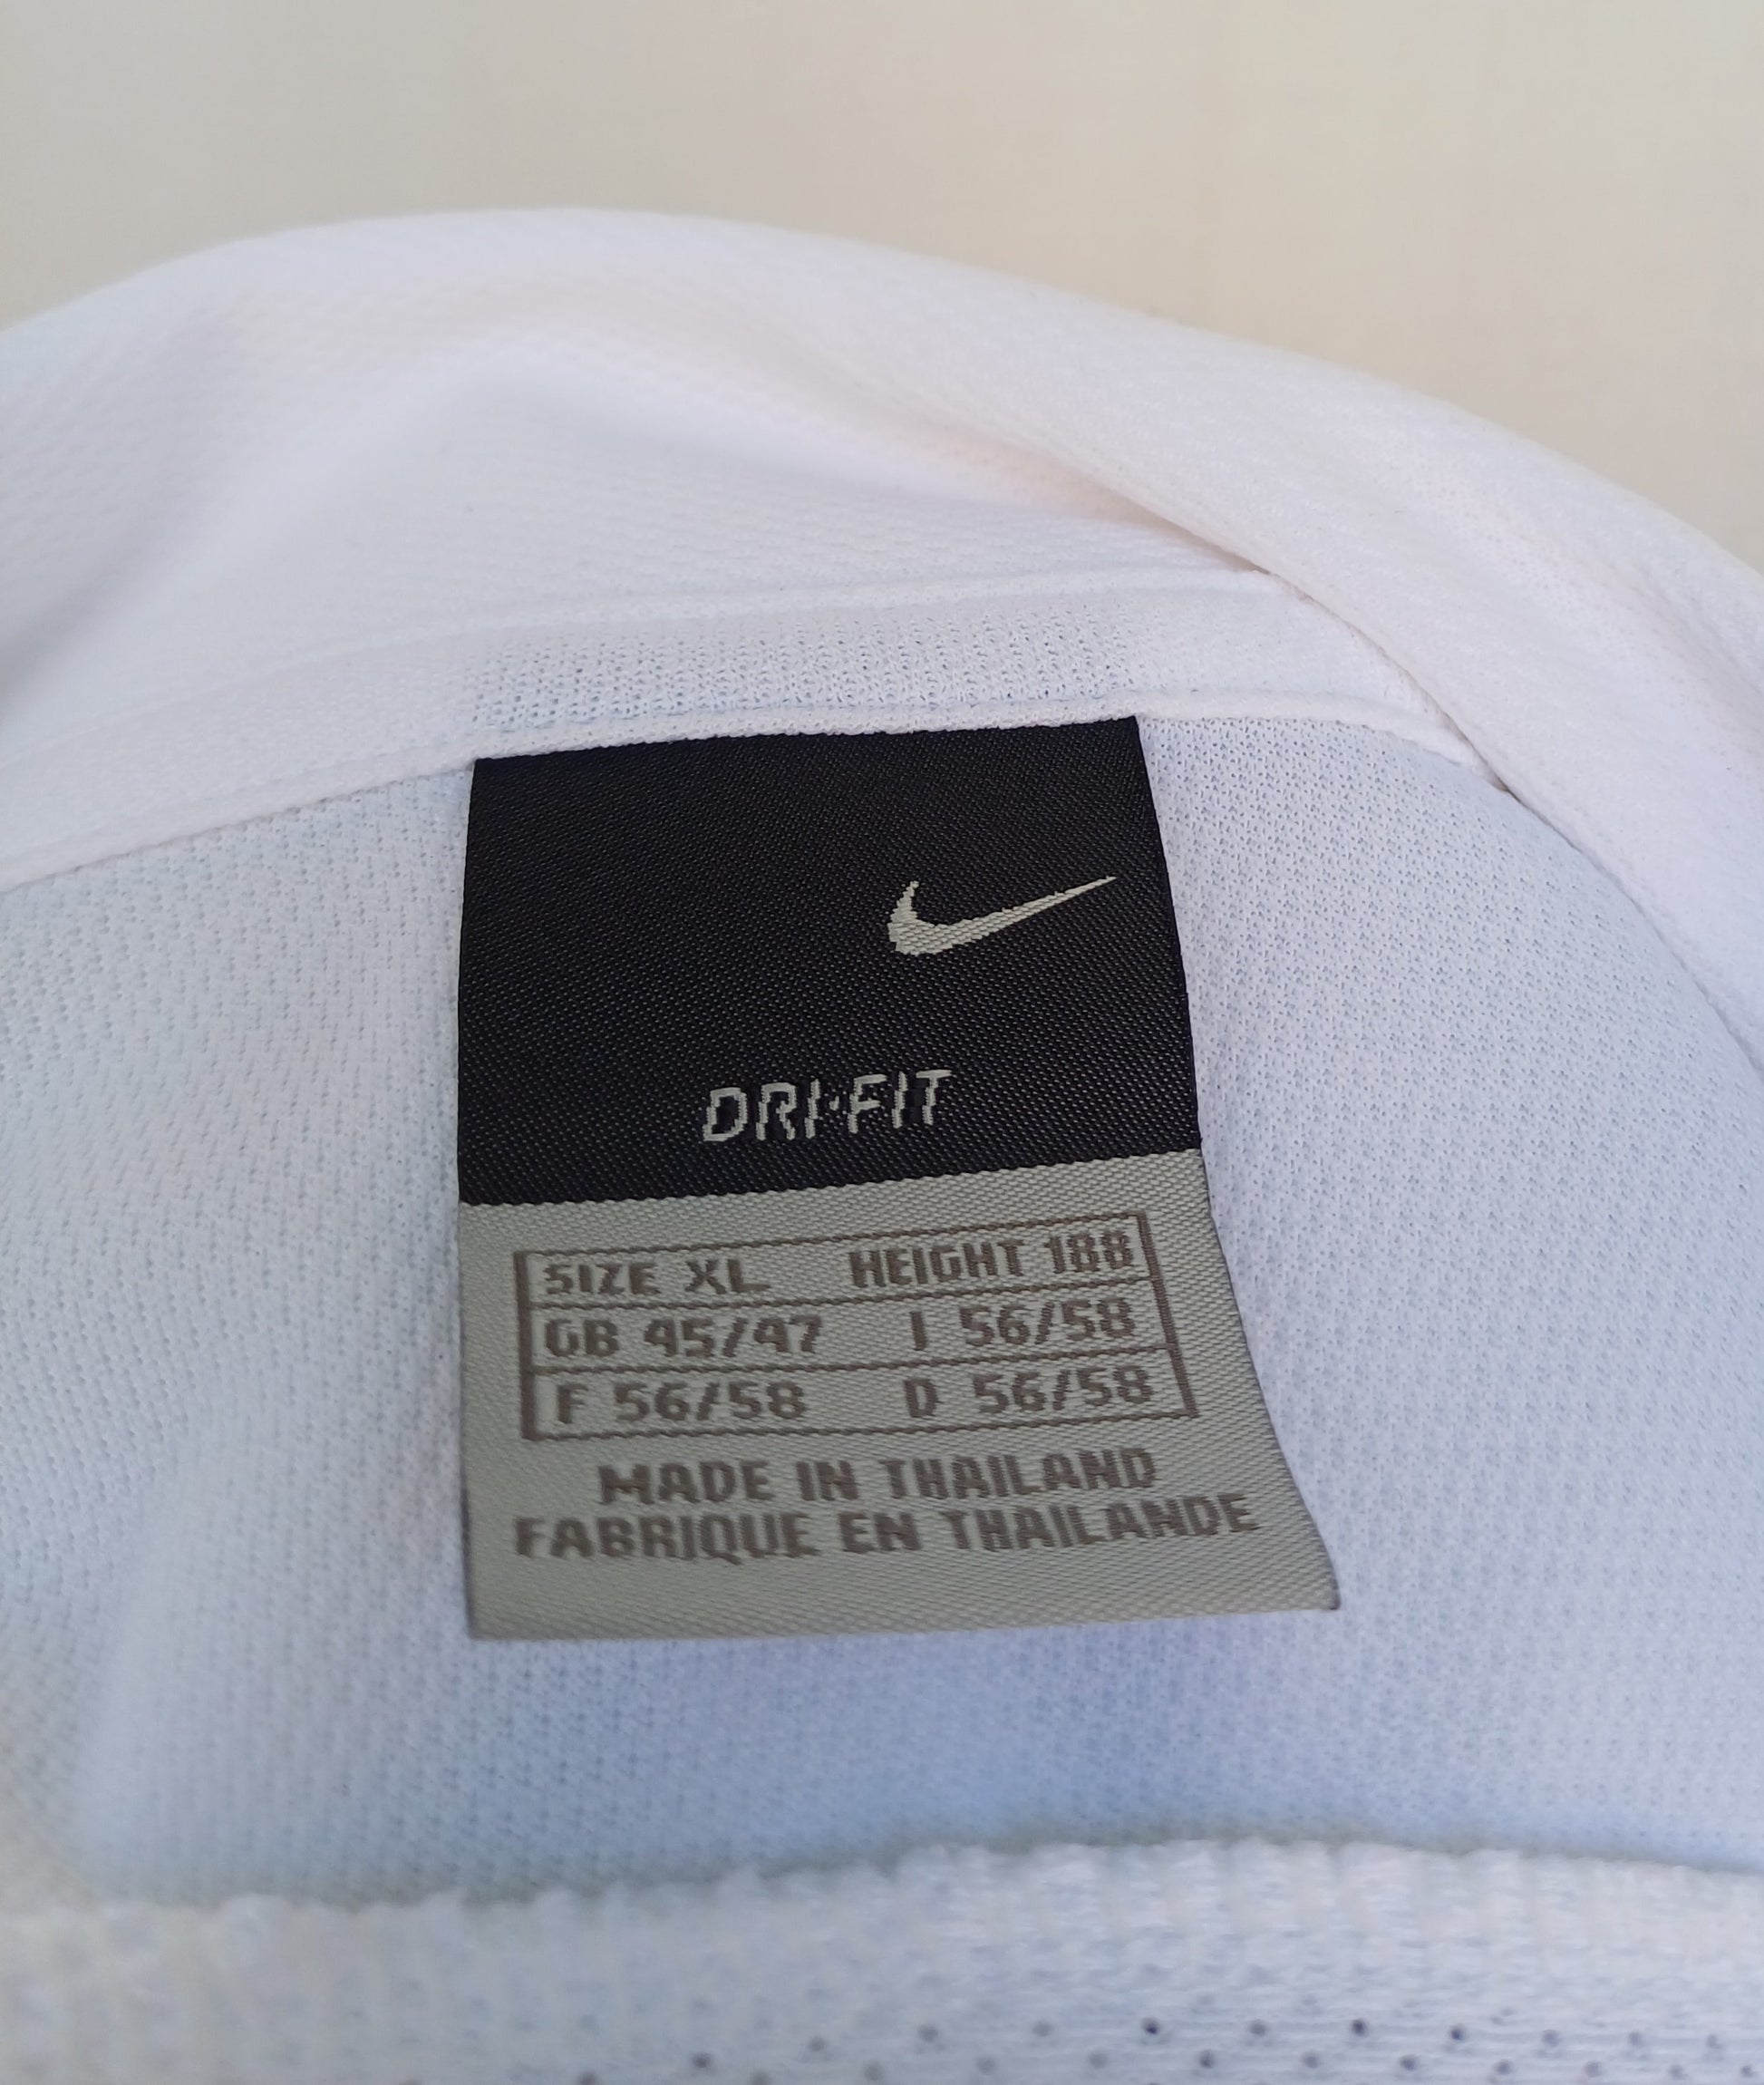 DRI·FIT
SIZE XL HEIGHT 188
GB 45/47 I 56/58
F 56/58 D 56/58
MADE IN THAILAND
FABRIQUE EN THAILANDE